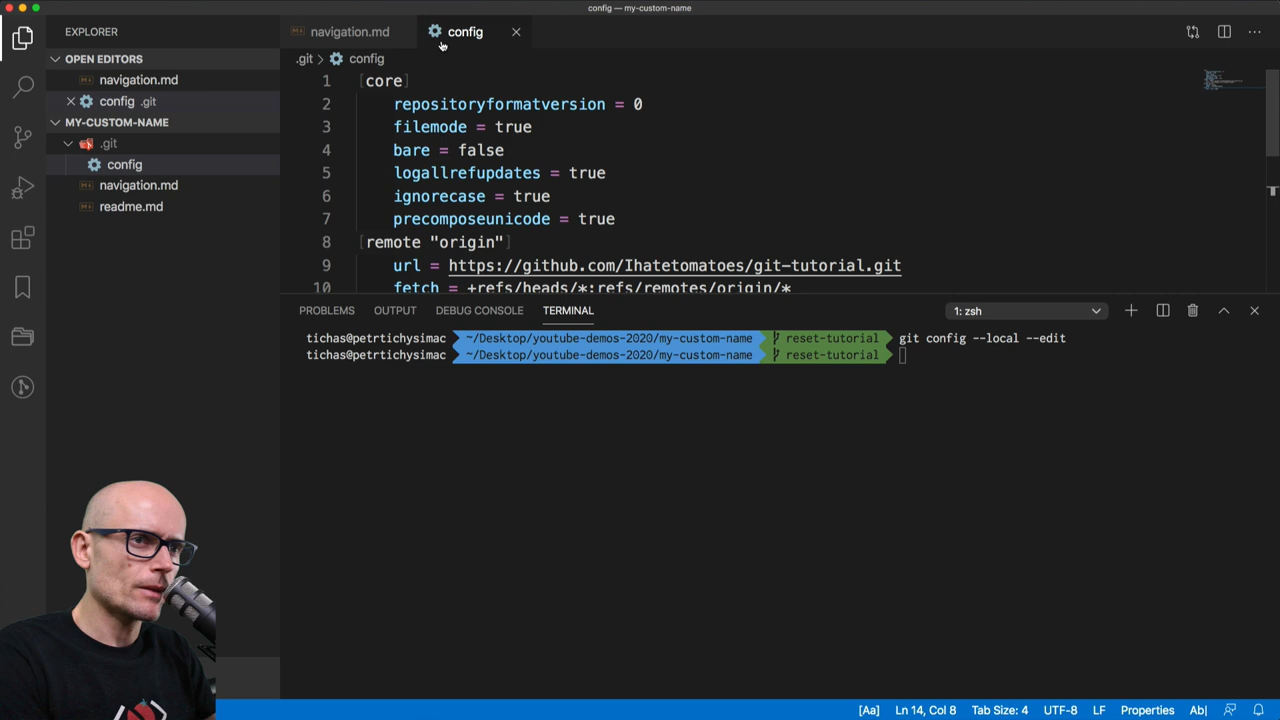 config — my-custom-name
EXPLORER
OPEN EDITORS
navigation.md
config .git
MY-CUSTOM-NAME
.git
config
navigation.md
readme.md
navigation.md
config
.git > config
1 [core]
2 repositoryformatversion = 0
3 filemode = true
4 bare = false
5 logallrefupdates = true
6 ignorecase = true
7 precomposeunicode = true
8 [remote "origin"]
9 url = https://github.com/Ihatetomatoes/git-tutorial.git
10 fetch = +refs/heads/*:refs/remotes/origin/*
PROBLEMS OUTPUT DEBUG CONSOLE TERMINAL 1: zsh
tichas@petrtichysimac ~/Desktop/youtube-demos-2020/my-custom-name reset-tutorial git config --local --edit
tichas@petrtichysimac ~/Desktop/youtube-demos-2020/my-custom-name reset-tutorial
[Aa] Ln 14, Col 8 Tab Size: 4 UTF-8 LF Properties Ab|